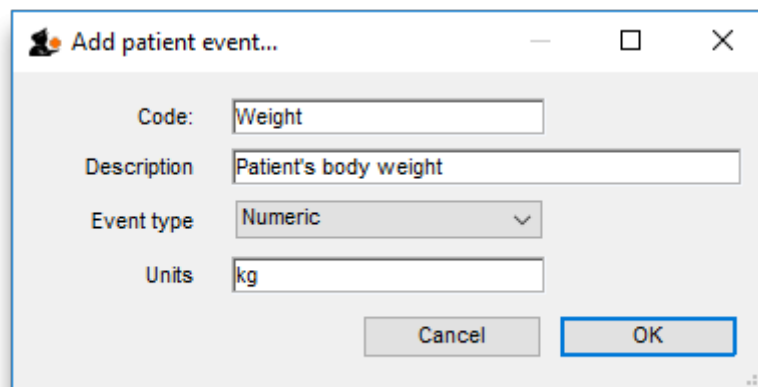 Add patient event...
Code: Weight
Description Patient's body weight
Event type Numeric
Units kg
Cancel OK